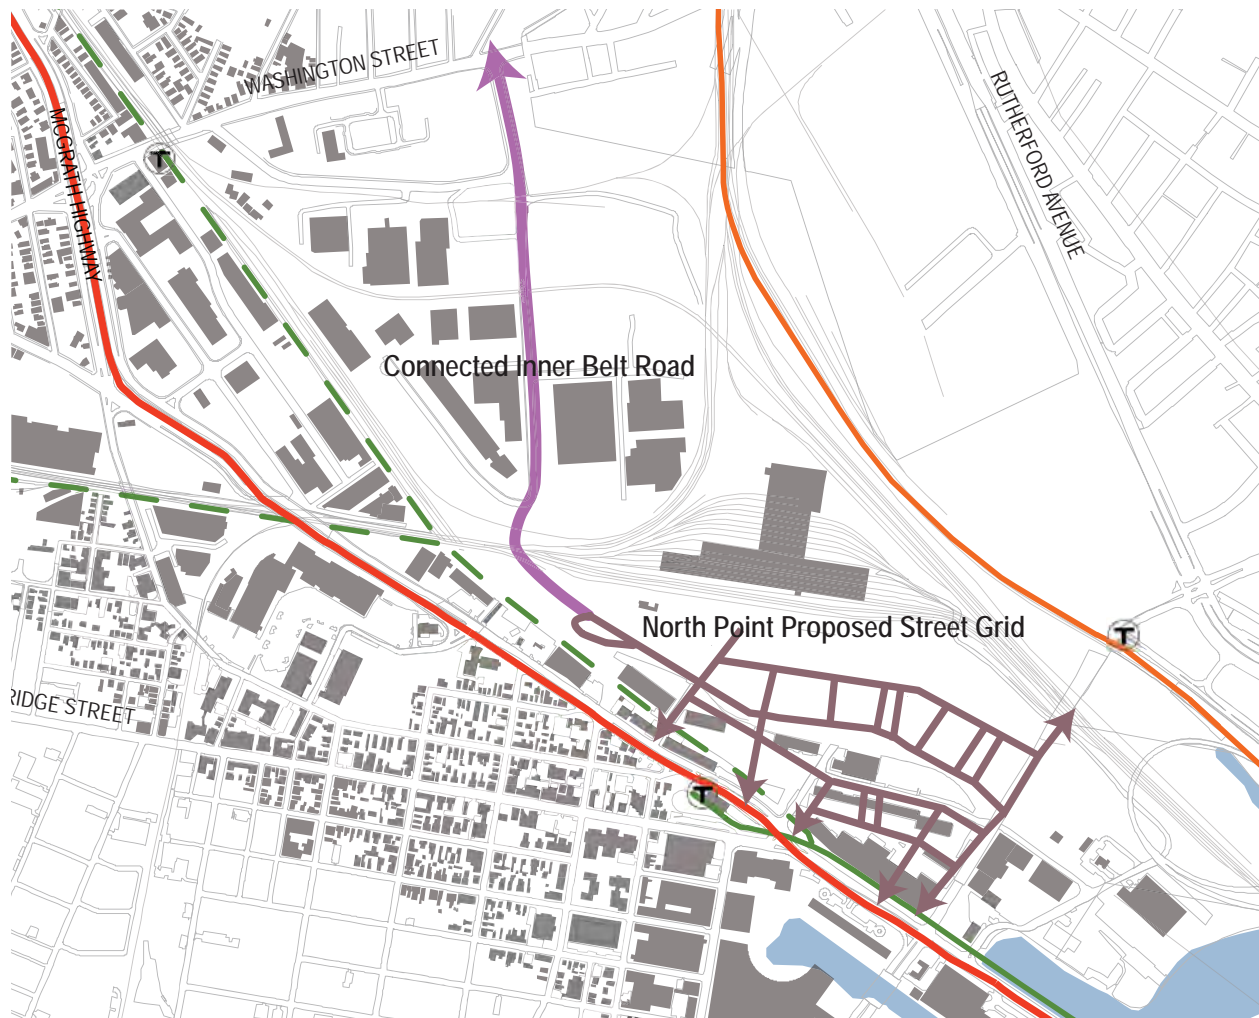 WASHINGTON STREET
RUTHERFORD AVENUE
MCGRATH HIGHWAY
T
Connected Inner Belt Road
North Point Proposed Street Grid
T
RIDGE STREET
T